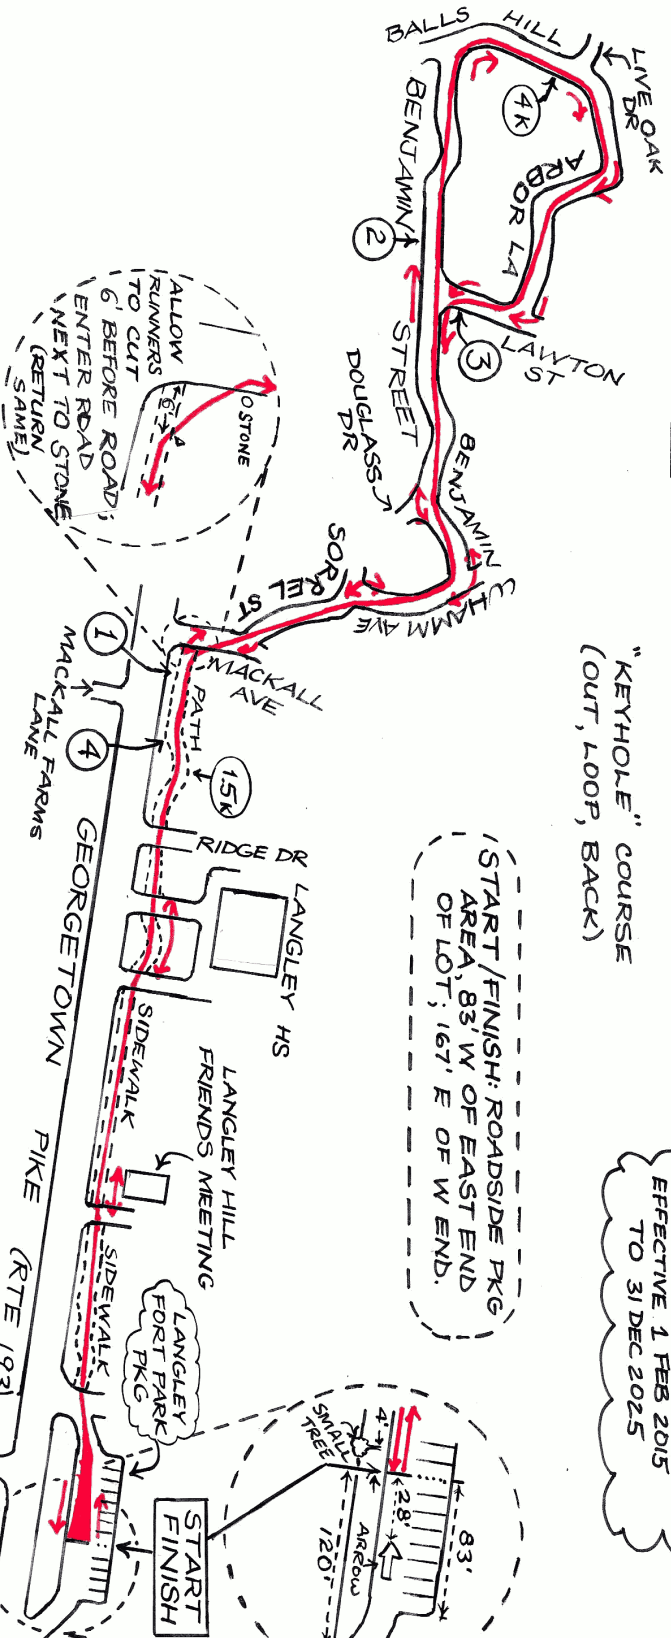 BALLS HILL
LIVE OAK
DR
4K
ARBOR LA
BENJAMIN
2
STREET
3
LAWTON
ST
DOUGLASS
DR
BENJAMIN
WHAMM AVE
SORREL ST
ALLOW
RUNNERS
TO CUT
6' BEFORE ROAD;
ENTER ROAD
NEXT TO STONE
(RETURN
SAME)
STONE
6'
1
MACKALL
AVE
PATH
1.5K
4
MACKALL FARMS
LANE
RIDGE DR
LANGLEY HS
GEORGETOWN PIKE (RTE 193)
SIDEWALK
LANGLEY HILL
FRIENDS MEETING
SIDEWALK
LANGLEY
FORT PARK
PKG
START
FINISH
"KEYHOLE" COURSE
(OUT, LOOP, BACK)
START/FINISH: ROADSIDE PKG
AREA, 83' W OF EAST END
OF LOT; 167' E OF W END.
EFFECTIVE 1 FEB 2015
TO 31 DEC 2025
SMALL
TREE
4'
28'
83'
ARROW
120'